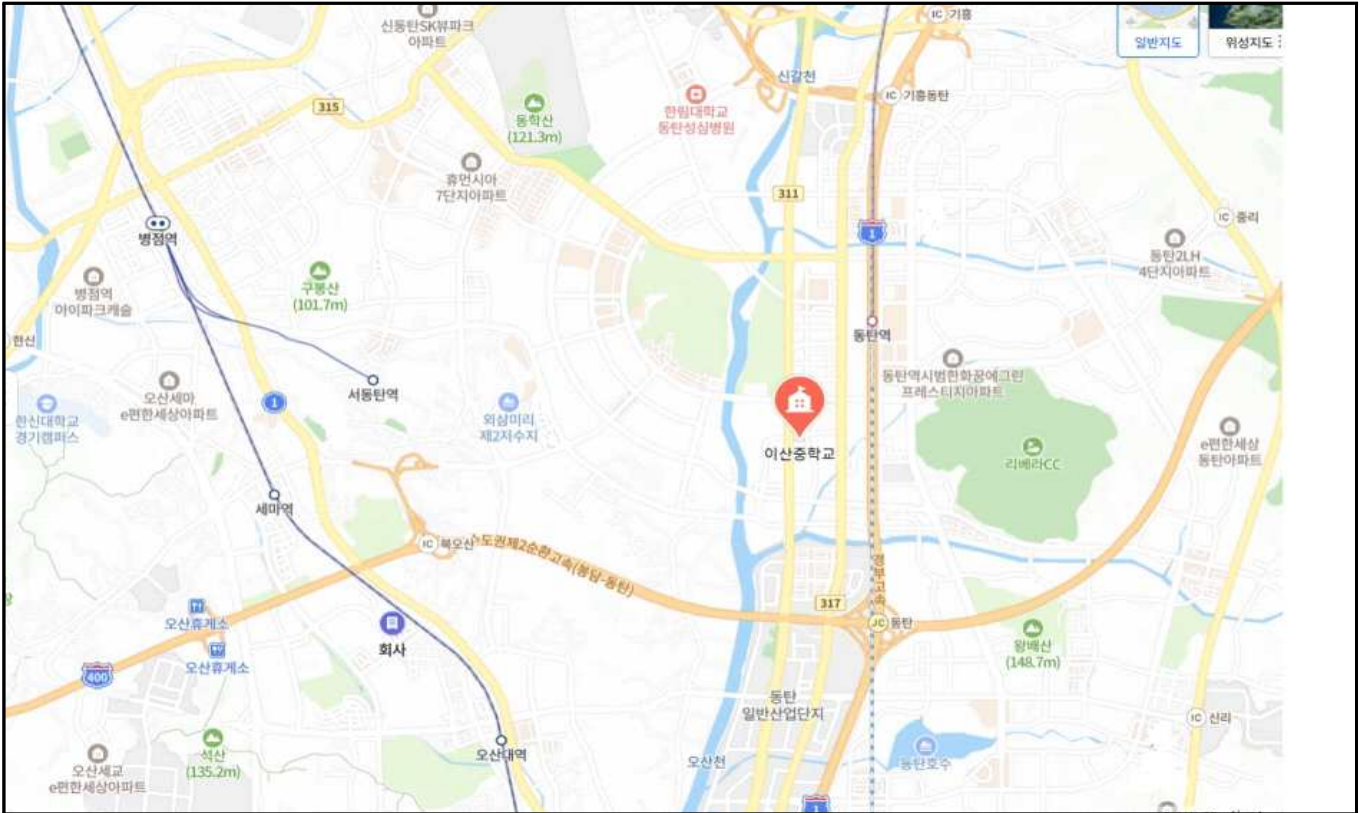 신동탄SK뷰파크
아파트
IC 기흥
일반지도
위성지도
신갈천
315
동학산
(121.3m)
한림대학교
동탄성심병원
IC 기흥동탄
휴먼시아
7단지아파트
311
IC 중리
병점역
1
동탄2LH
4단지아파트
병점역
아이파크캐슬
구봉산
(101.7m)
한신
동탄역
오산세마
e편한세상아파트
서동탄역
동탄역시범한화꿈에그린
프레스티지아파트
한신대학교
경기캠퍼스
1
외삼미리
제2저수지
이산중학교
리베라CC
e편한세상
동탄아파트
세마역
IC 북오산
수도권제2순환고속(봉담-동탄)
경부고속
오산휴게소
317
JC 동탄
회사
왕배산
(148.7m)
오산휴게소
400
동탄
일반산업단지
IC 신리
석산
(135.2m)
오산대역
오산천
동탄호수
오산세교
e편한세상아파트
1